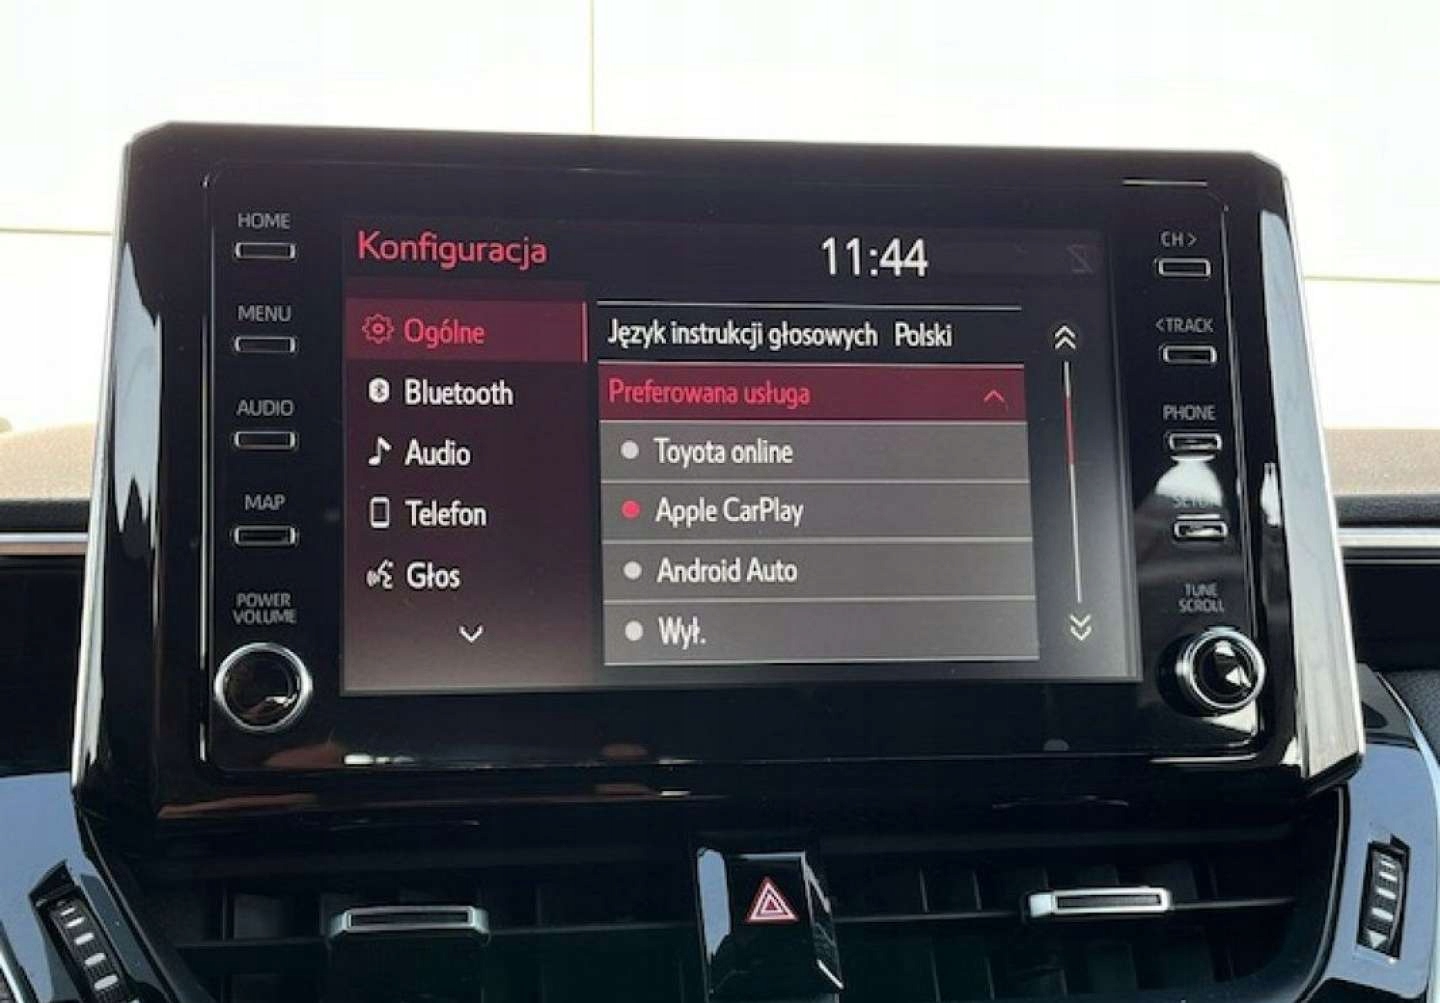 HOME
MENU
AUDIO
MAP
POWER
VOLUME
Konfiguracja
11:44
Ogólne
Bluetooth
Audio
Telefon
Głos
Język instrukcji głosowych Polski
Preferowana usługa
Toyota online
Apple CarPlay
Android Auto
Wył.
CH >
< TRACK
PHONE
SETUP
TUNE
SCROLL